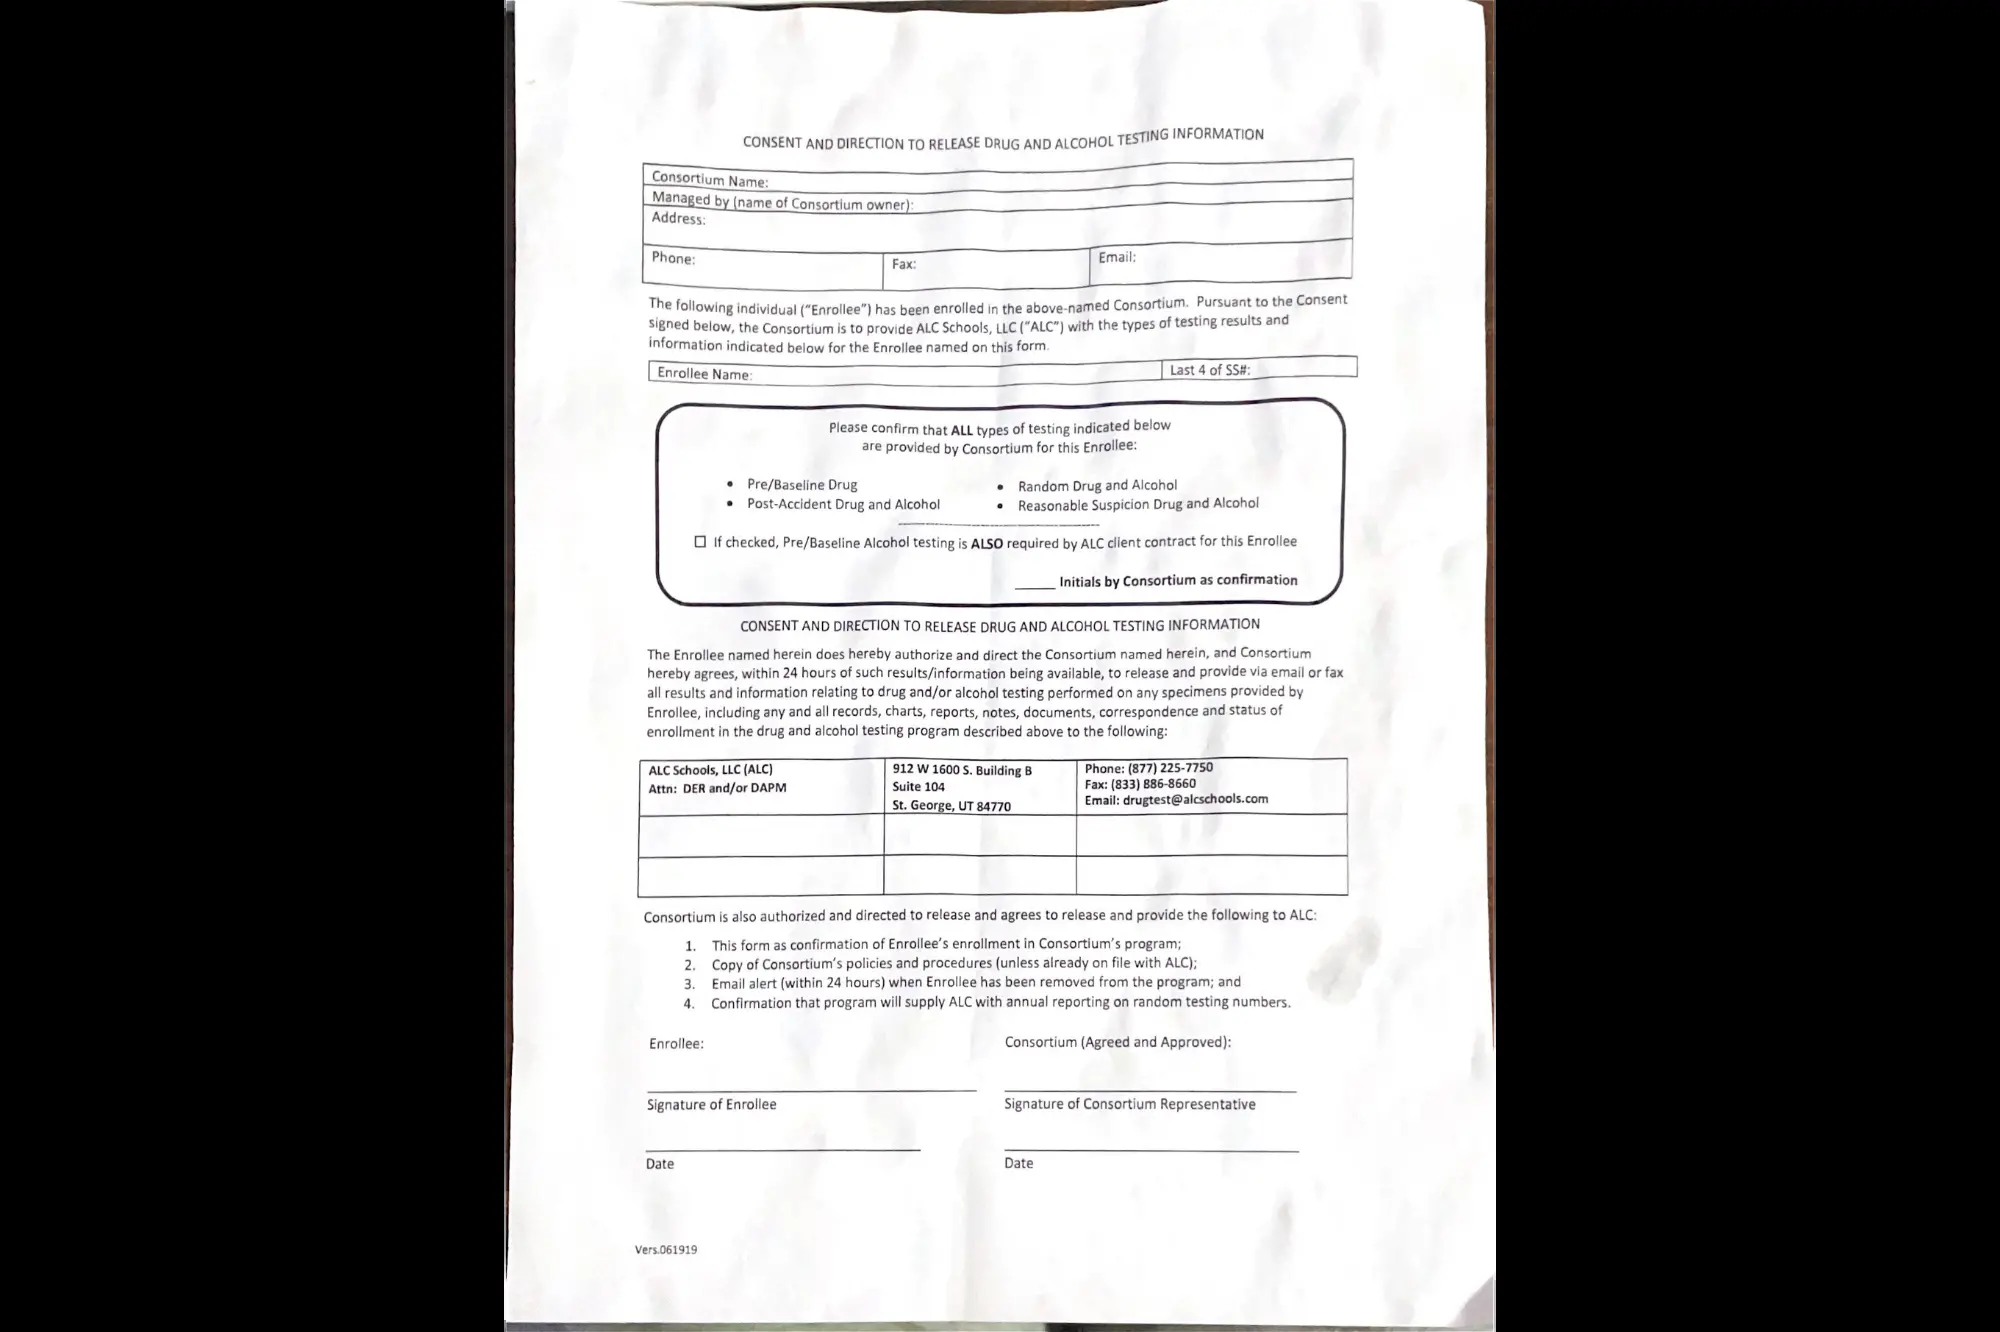 CONSENT AND DIRECTION TO RELEASE DRUG AND ALCOHOL TESTING INFORMATION
Consortium Name:
Managed by (name of Consortium owner):
Address:
Phone: Fax: Email:
The following individual ("Enrollee") has been enrolled in the above-named Consortium. Pursuant to the Consent
signed below, the Consortium is to provide ALC Schools, LLC ("ALC") with the types of testing results and
information indicated below for the Enrollee named on this form.
Enrollee Name: Last 4 of SS#:
Please confirm that ALL types of testing indicated below
are provided by Consortium for this Enrollee:
• Pre/Baseline Drug • Random Drug and Alcohol
• Post-Accident Drug and Alcohol • Reasonable Suspicion Drug and Alcohol
☐ If checked, Pre/Baseline Alcohol testing is ALSO required by ALC client contract for this Enrollee
_____ Initials by Consortium as confirmation
CONSENT AND DIRECTION TO RELEASE DRUG AND ALCOHOL TESTING INFORMATION
The Enrollee named herein does hereby authorize and direct the Consortium named herein, and Consortium
hereby agrees, within 24 hours of such results/information being available, to release and provide via email or fax
all results and information relating to drug and/or alcohol testing performed on any specimens provided by
Enrollee, including any and all records, charts, reports, notes, documents, correspondence and status of
enrollment in the drug and alcohol testing program described above to the following:
ALC Schools, LLC (ALC) 912 W 1600 S. Building B Phone: (877) 225-7750
Attn: DER and/or DAPM Suite 104 Fax: (833) 886-8660
St. George, UT 84770 Email: drugtest@alcschools.com
Consortium is also authorized and directed to release and agrees to release and provide the following to ALC:
1. This form as confirmation of Enrollee's enrollment in Consortium's program;
2. Copy of Consortium's policies and procedures (unless already on file with ALC);
3. Email alert (within 24 hours) when Enrollee has been removed from the program; and
4. Confirmation that program will supply ALC with annual reporting on random testing numbers.
Enrollee: Consortium (Agreed and Approved):
Signature of Enrollee Signature of Consortium Representative
Date Date
Vers.061919